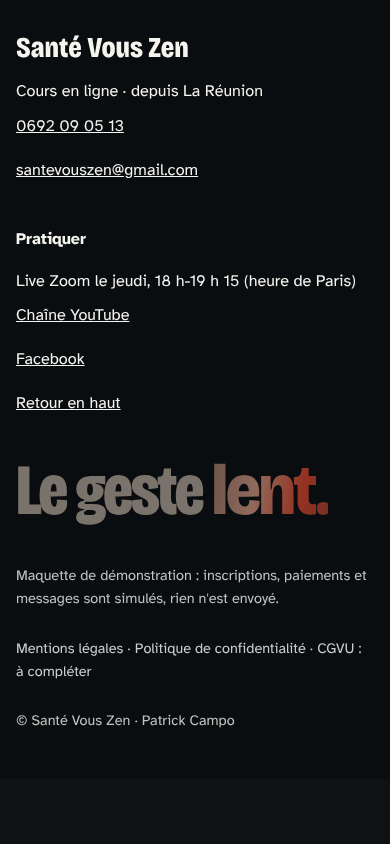 Santé Vous Zen
Cours en ligne · depuis La Réunion
0692 09 05 13
santevouszen@gmail.com
Pratiquer
Live Zoom le jeudi, 18 h-19 h 15 (heure de Paris)
Chaîne YouTube
Facebook
Retour en haut
Le geste lent.
Maquette de démonstration : inscriptions, paiements et
messages sont simulés, rien n'est envoyé.
Mentions légales · Politique de confidentialité · CGVU :
à compléter
© Santé Vous Zen · Patrick Campo